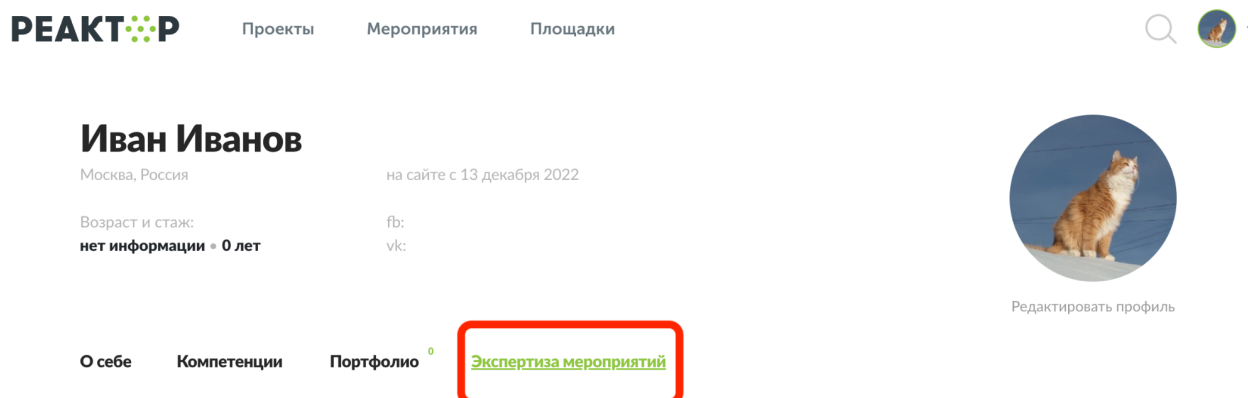 РЕАКТОР Проекты Мероприятия Площадки
Иван Иванов
Москва, Россия на сайте с 13 декабря 2022
Возраст и стаж: fb:
нет информации • 0 лет vk:
Редактировать профиль
О себе Компетенции Портфолио 0 Экспертиза мероприятий